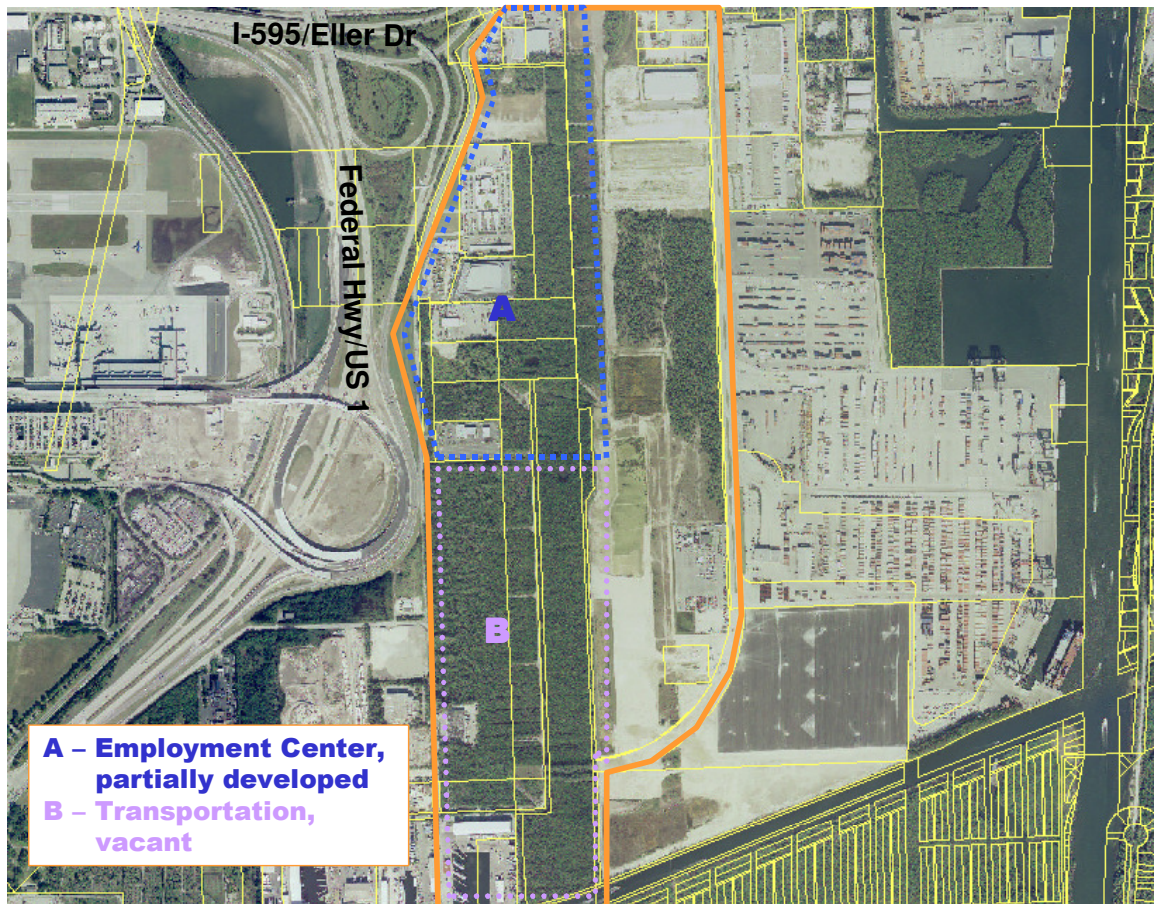 I-595/Eller Dr
Federal Hwy/US 1
A
B
A – Employment Center,
partially developed
B – Transportation,
vacant